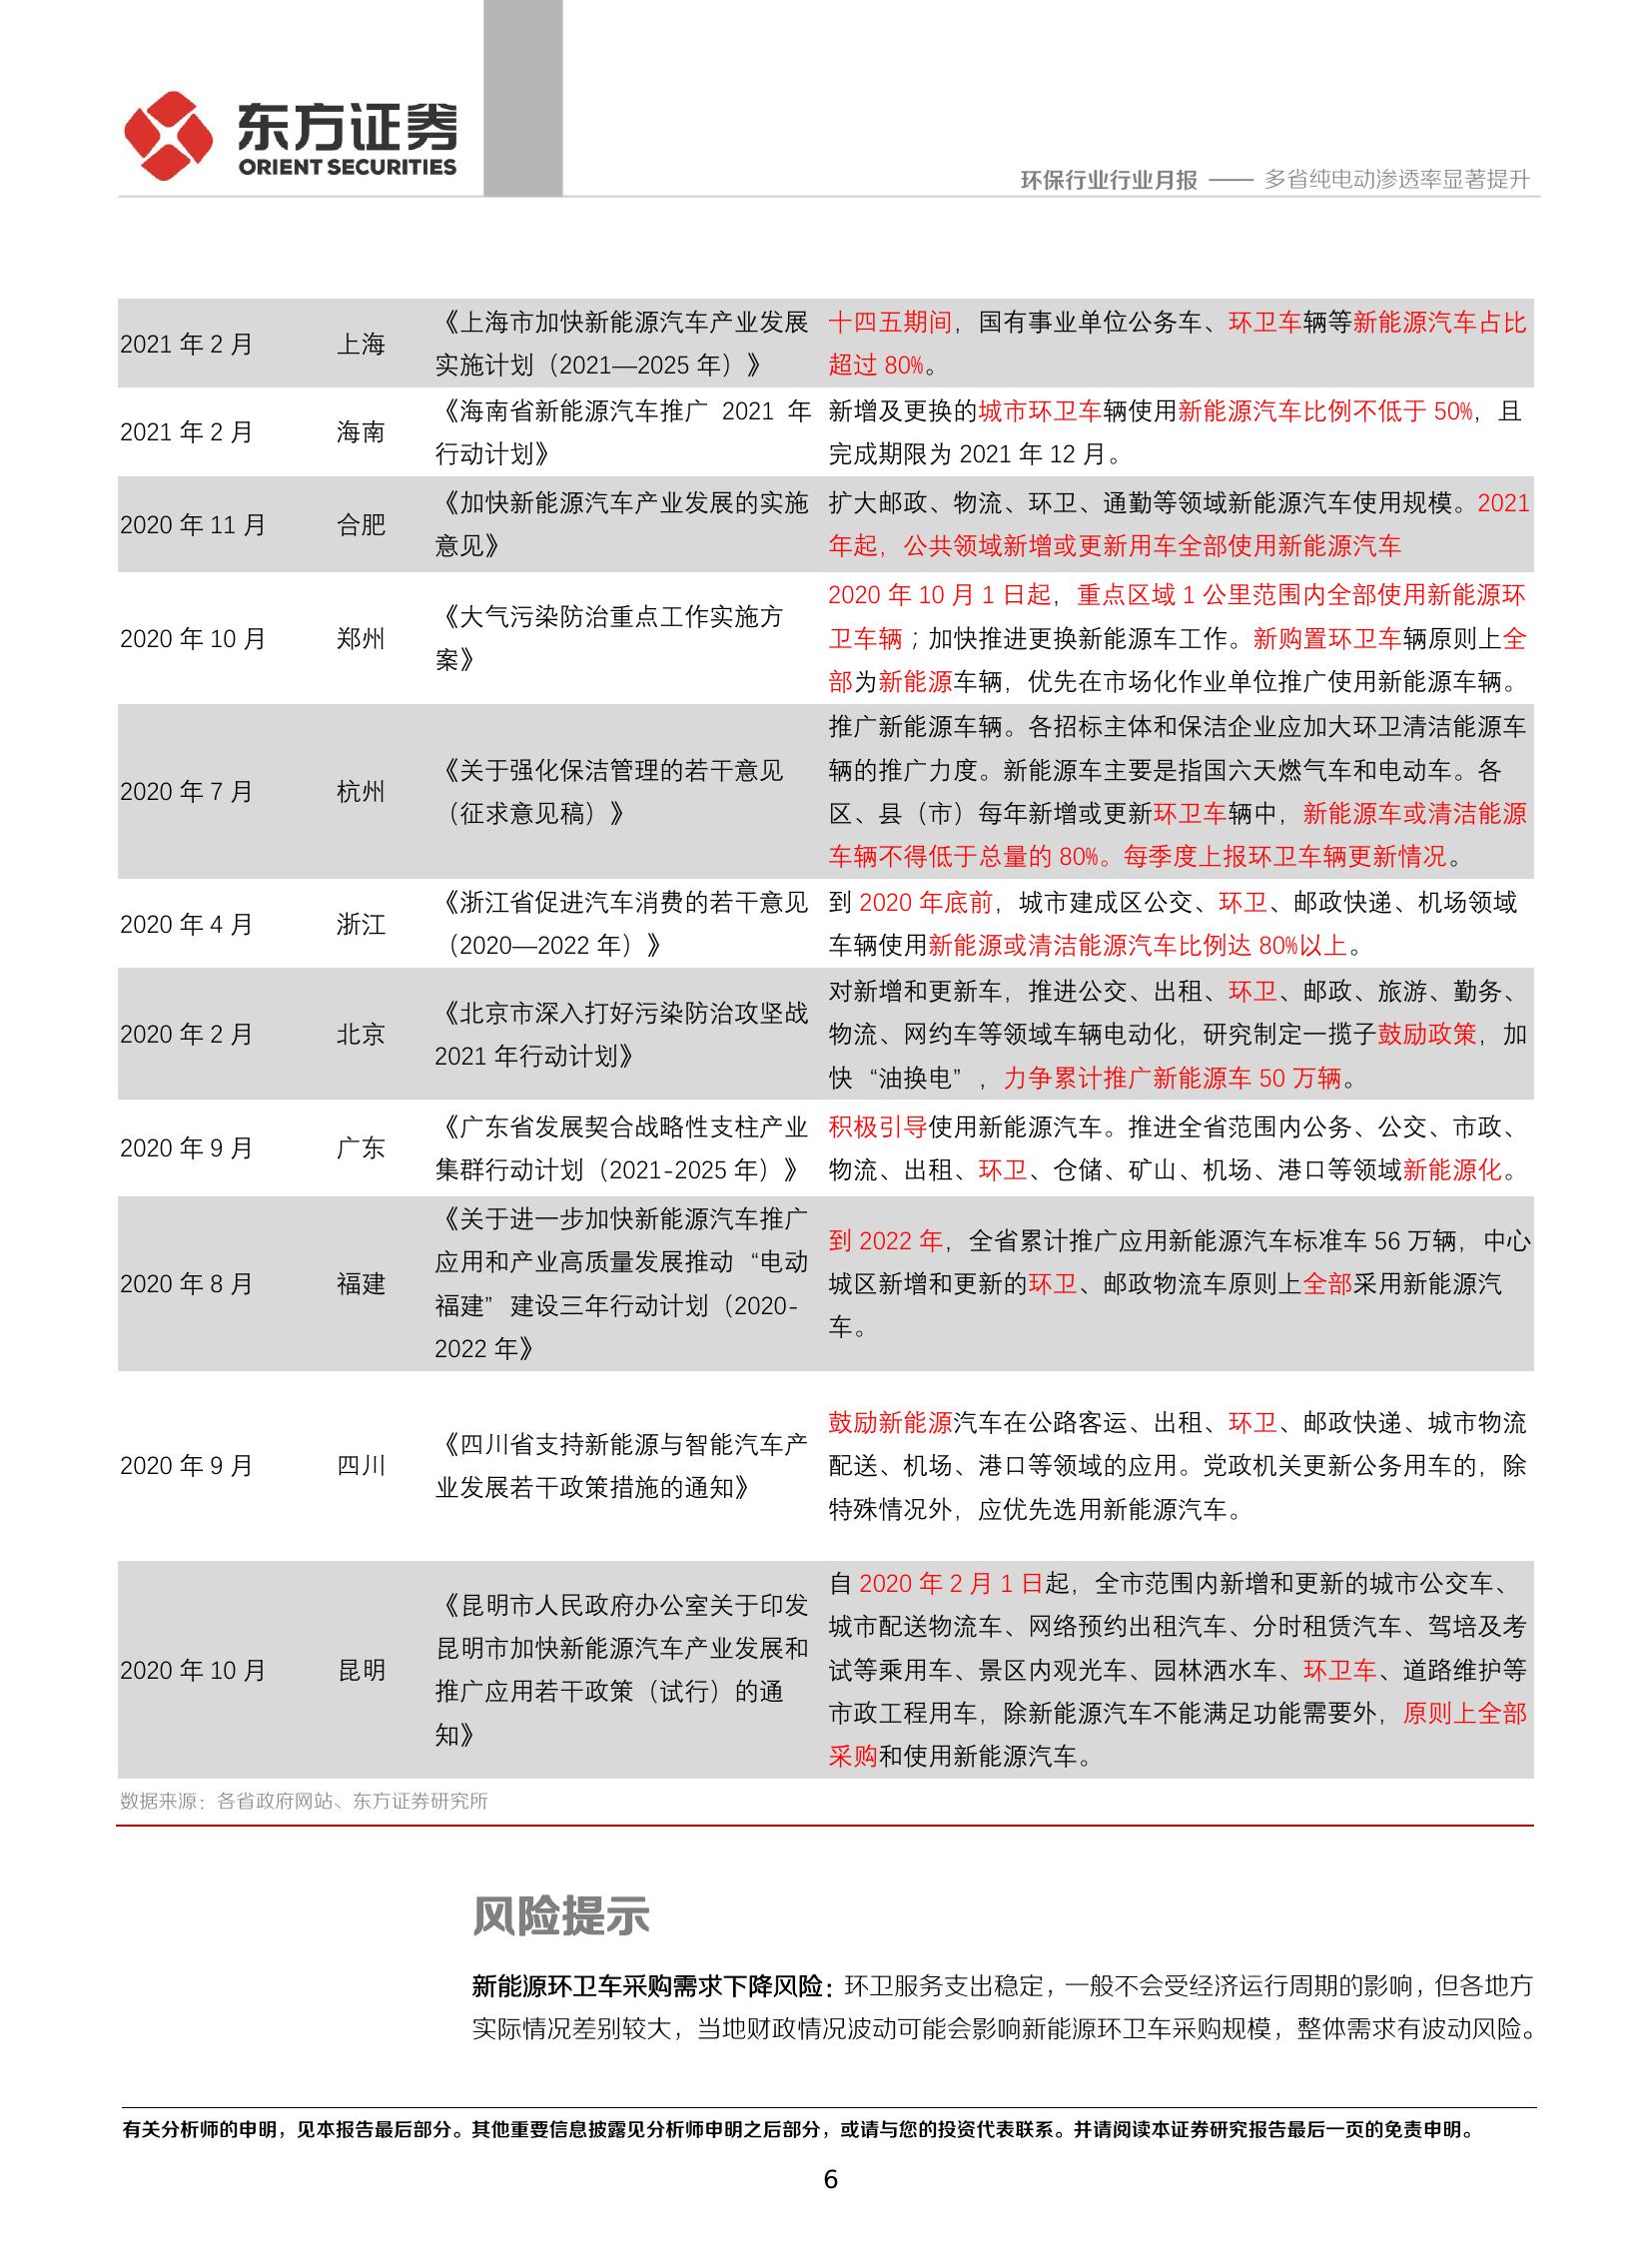 东方证券
ORIENT SECURITIES
环保行业行业月报 —— 多省纯电动渗透率显著提升
2021 年 2 月
上海
《上海市加快新能源汽车产业发展
实施计划（2021—2025 年）》
十四五期间，国有事业单位公务车、环卫车辆等新能源汽车占比
超过 80%。
2021 年 2 月
海南
《海南省新能源汽车推广 2021 年
行动计划》
新增及更换的城市环卫车辆使用新能源汽车比例不低于 50%，且
完成期限为 2021 年 12 月。
2020 年 11 月
合肥
《加快新能源汽车产业发展的实施
意见》
扩大邮政、物流、环卫、通勤等领域新能源汽车使用规模。2021
年起，公共领域新增或更新用车全部使用新能源汽车
2020 年 10 月
郑州
《大气污染防治重点工作实施方
案》
2020 年 10 月 1 日起，重点区域 1 公里范围内全部使用新能源环
卫车辆；加快推进更换新能源车工作。新购置环卫车辆原则上全
部为新能源车辆，优先在市场化作业单位推广使用新能源车辆。
2020 年 7 月
杭州
《关于强化保洁管理的若干意见
（征求意见稿）》
推广新能源车辆。各招标主体和保洁企业应加大环卫清洁能源车
辆的推广力度。新能源车主要是指国六天燃气车和电动车。各
区、县（市）每年新增或更新环卫车辆中，新能源车或清洁能源
车辆不得低于总量的 80%。每季度上报环卫车辆更新情况。
2020 年 4 月
浙江
《浙江省促进汽车消费的若干意见
（2020—2022 年）》
到 2020 年底前，城市建成区公交、环卫、邮政快递、机场领域
车辆使用新能源或清洁能源汽车比例达 80%以上。
2020 年 2 月
北京
《北京市深入打好污染防治攻坚战
2021 年行动计划》
对新增和更新车，推进公交、出租、环卫、邮政、旅游、勤务、
物流、网约车等领域车辆电动化，研究制定一揽子鼓励政策，加
快“油换电”，力争累计推广新能源车 50 万辆。
2020 年 9 月
广东
《广东省发展契合战略性支柱产业
集群行动计划（2021-2025 年）》
积极引导使用新能源汽车。推进全省范围内公务、公交、市政、
物流、出租、环卫、仓储、矿山、机场、港口等领域新能源化。
2020 年 8 月
福建
《关于进一步加快新能源汽车推广
应用和产业高质量发展推动“电动
福建”建设三年行动计划（2020-
2022 年》
到 2022 年，全省累计推广应用新能源汽车标准车 56 万辆，中心
城区新增和更新的环卫、邮政物流车原则上全部采用新能源汽
车。
2020 年 9 月
四川
《四川省支持新能源与智能汽车产
业发展若干政策措施的通知》
鼓励新能源汽车在公路客运、出租、环卫、邮政快递、城市物流
配送、机场、港口等领域的应用。党政机关更新公务用车的，除
特殊情况外，应优先选用新能源汽车。
2020 年 10 月
昆明
《昆明市人民政府办公室关于印发
昆明市加快新能源汽车产业发展和
推广应用若干政策（试行）的通
知》
自 2020 年 2 月 1 日起，全市范围内新增和更新的城市公交车、
城市配送物流车、网络预约出租汽车、分时租赁汽车、驾培及考
试等乘用车、景区内观光车、园林洒水车、环卫车、道路维护等
市政工程用车，除新能源汽车不能满足功能需要外，原则上全部
采购和使用新能源汽车。
数据来源：各省政府网站、东方证券研究所
风险提示
新能源环卫车采购需求下降风险：环卫服务支出稳定，一般不会受经济运行周期的影响，但各地方
实际情况差别较大，当地财政情况波动可能会影响新能源环卫车采购规模，整体需求有波动风险。
有关分析师的申明，见本报告最后部分。其他重要信息披露见分析师申明之后部分，或请与您的投资代表联系。并请阅读本证券研究报告最后一页的免责申明。
6